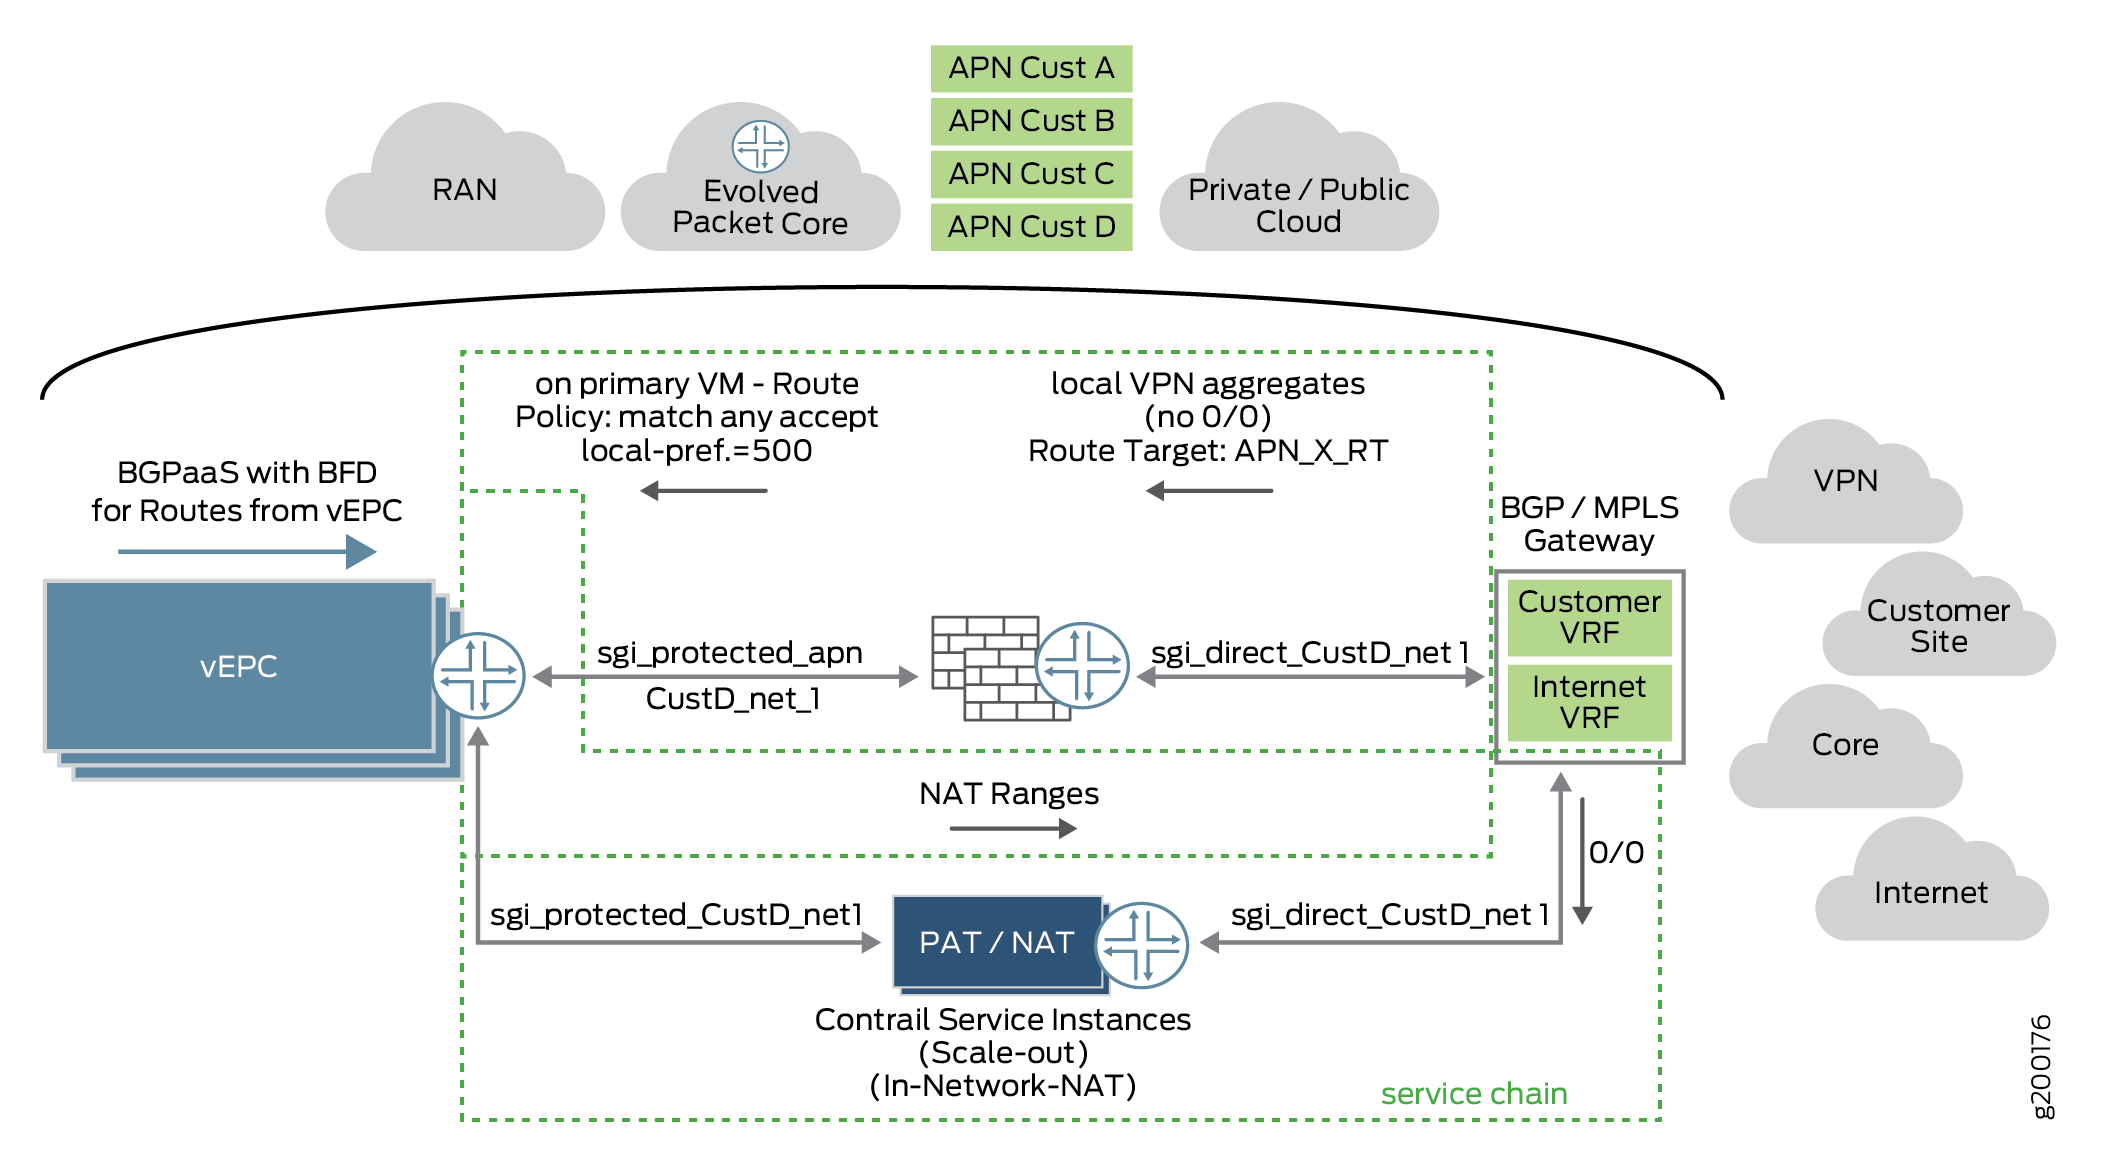 APN Cust A
APN Cust B
APN Cust C
APN Cust D
RAN
Evolved
Packet Core
Private / Public
Cloud
on primary VM - Route
Policy: match any accept
local-pref.=500
local VPN aggregates
(no 0/0)
Route Target: APN_X_RT
BGPaaS with BFD
for Routes from vEPC
VPN
BGP / MPLS
Gateway
vEPC
sgi_protected_apn
CustD_net_1
sgi_direct_CustD_net 1
Customer
VRF
Internet
VRF
Customer
Site
Core
NAT Ranges
0/0
Internet
sgi_protected_CustD_net1
PAT / NAT
sgi_direct_CustD_net 1
Contrail Service Instances
(Scale-out)
(In-Network-NAT)
service chain
g200176